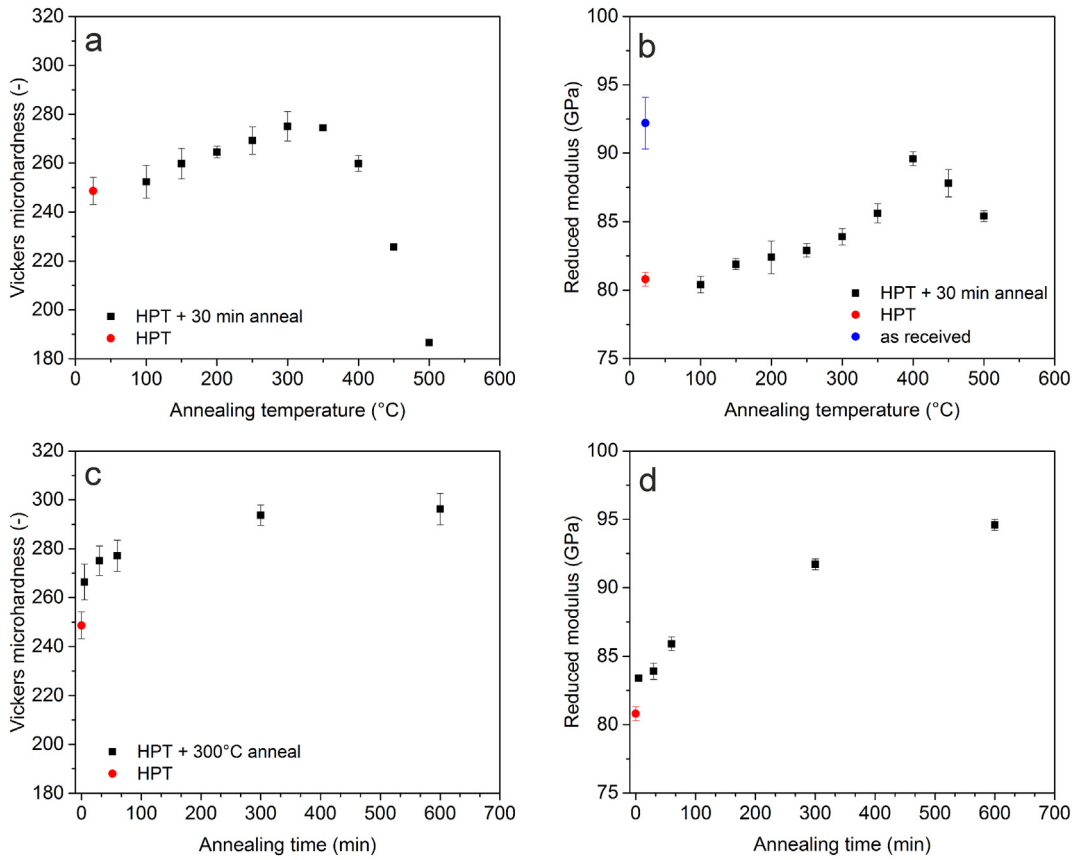 a
320
300
280
260
240
220
200
180
Vickers microhardness (-)
HPT + 30 min anneal
HPT
0 100 200 300 400 500 600
Annealing temperature (°C)
b
100
95
90
85
80
75
Reduced modulus (GPa)
HPT + 30 min anneal
HPT
as received
0 100 200 300 400 500 600
Annealing temperature (°C)
c
320
300
280
260
240
220
200
180
Vickers microhardness (-)
HPT + 300°C anneal
HPT
0 100 200 300 400 500 600 700
Annealing time (min)
d
100
95
90
85
80
75
Reduced modulus (GPa)
0 100 200 300 400 500 600 700
Annealing time (min)